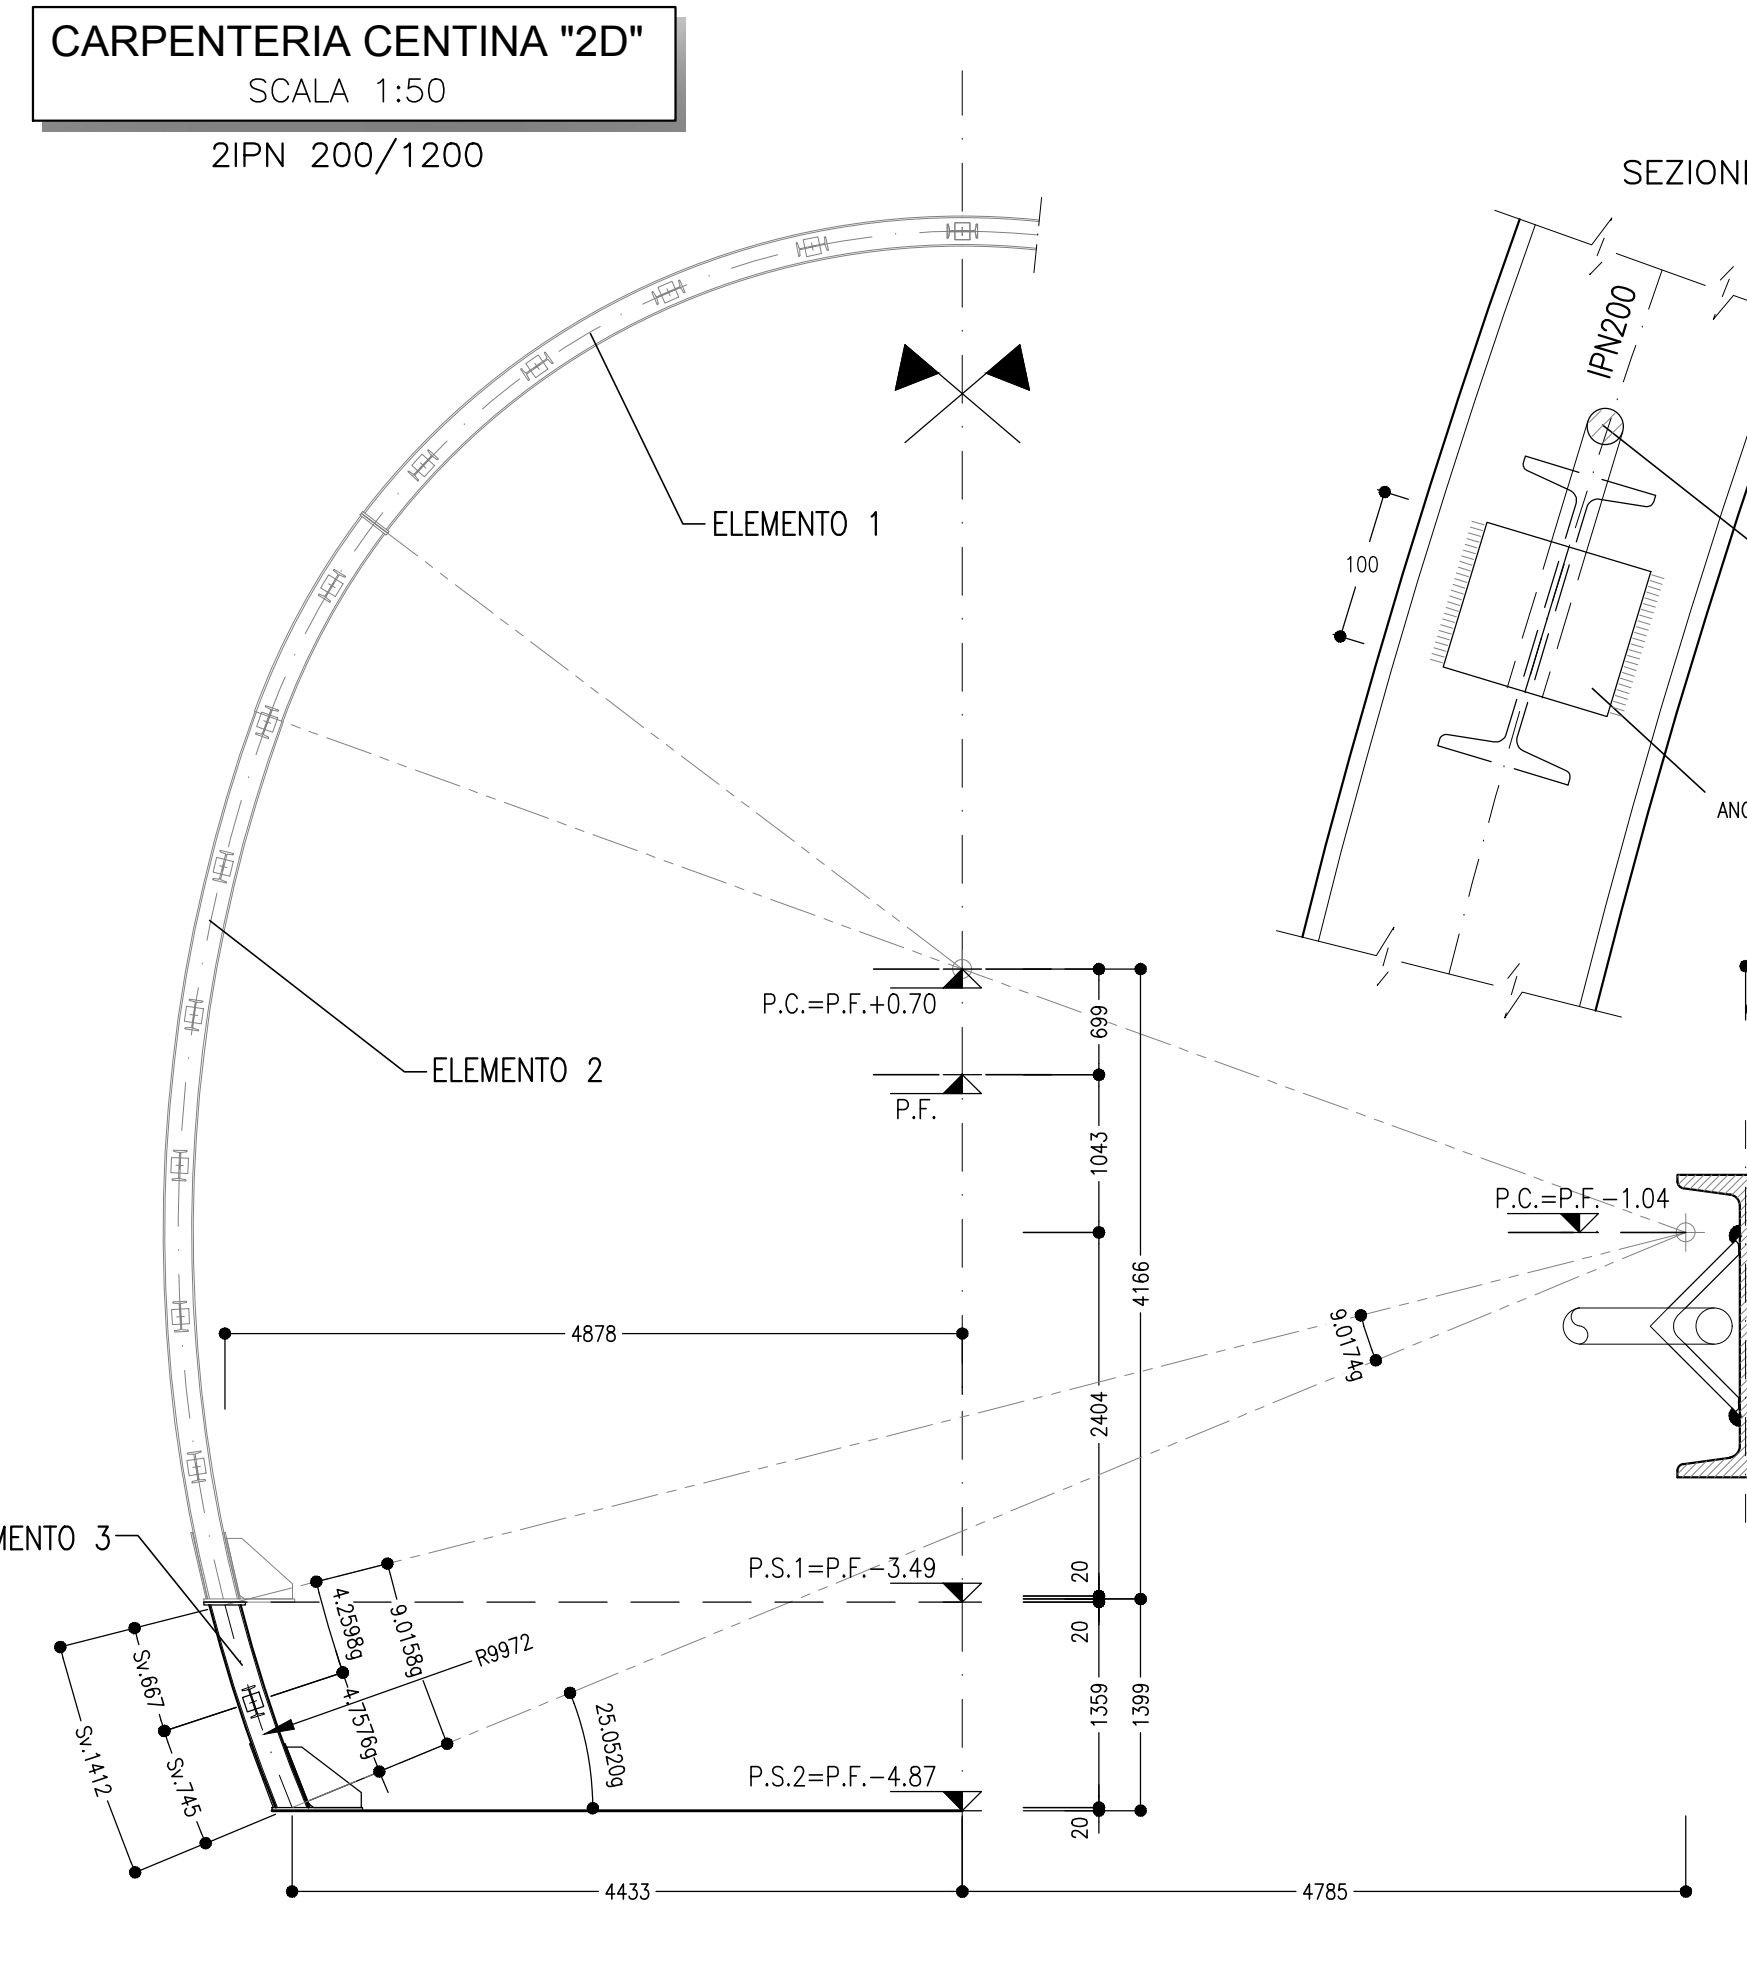 CARPENTERIA CENTINA "2D"
SCALA 1:50
2IPN 200/1200
SEZIONI
IPN200
100
ELEMENTO 1
P.C.=P.F.+0.70
699
P.F.
1043
ELEMENTO 2
P.C.=P.F.-1.04
4166
4878
9.0174g
2404
MENTO 3
P.S.1=P.F.-3.49
20
20
4.2598g
9.0158g
R9972
Sv.667
4.7576g
Sv.1412
Sv.745
25.0520g
1359
1399
P.S.2=P.F.-4.87
20
4433
4785